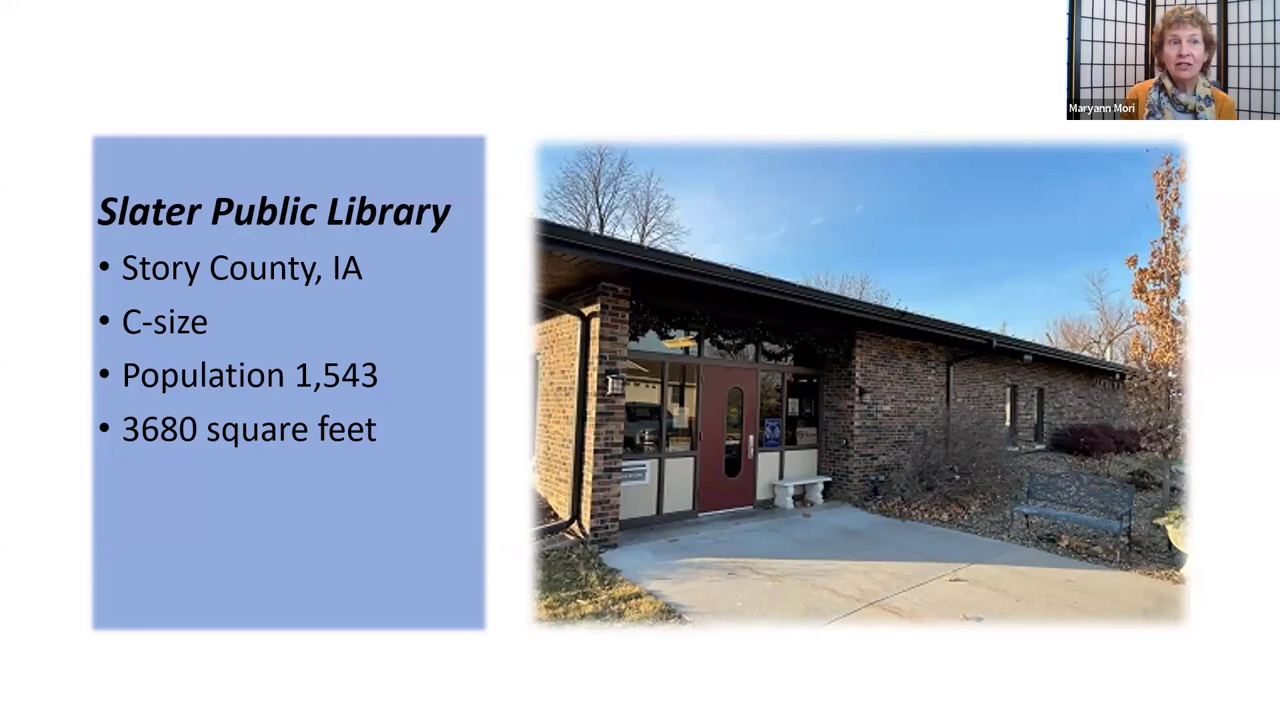 Maryann Mori
Slater Public Library
• Story County, IA
• C-size
• Population 1,543
• 3680 square feet